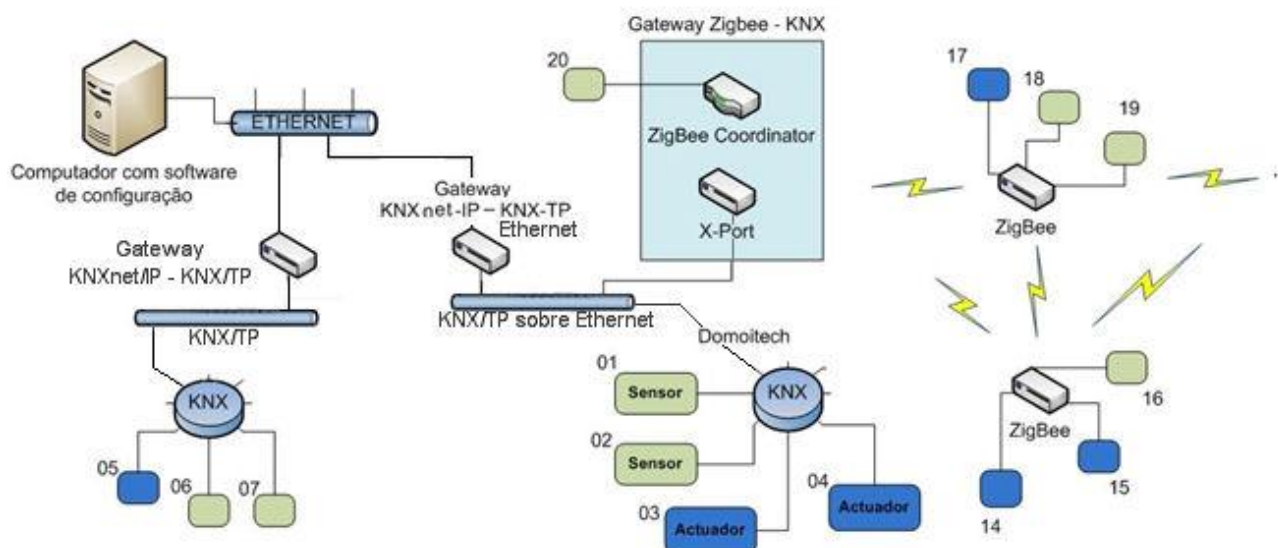 Gateway Zigbee - KNX
20
17
18
19
ETHERNET
ZigBee Coordinator
Computador com software
de configuração
Gateway
KNXnet-IP – KNX-TP
Ethernet
X-Port
ZigBee
Gateway
KNXnet/IP - KNX/TP
KNX/TP sobre Ethernet
KNX/TP
Domoitech
01
Sensor
KNX
KNX
16
02
Sensor
ZigBee
05
06
07
04
Actuador
03
Actuador
14
15